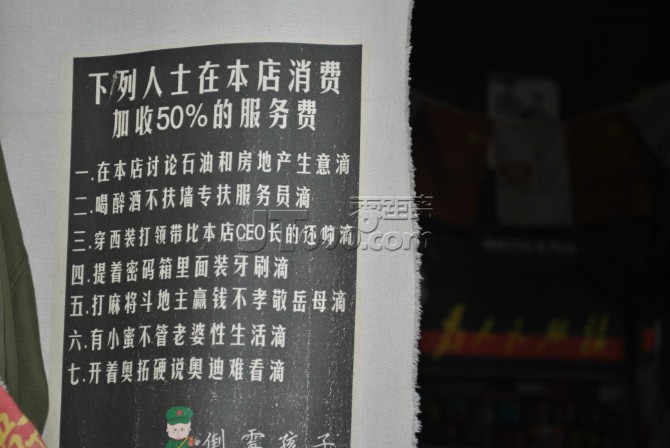 下列人士在本店消费
加收50%的服务费
一.在本店讨论石油和房地产生意滴
二.喝醉酒不扶墙专扶服务员滴
三.穿西装打领带比本店CEO长的还帅滴
四.提着密码箱里面装牙刷滴
五.打麻将斗地主赢钱不孝敬岳母滴
六.有小蜜不管老婆性生活滴
七.开着奥拓硬说奥迪难看滴
倒霉孩子